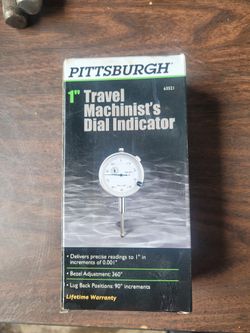 PITTSBURGH®
63521
1" Travel
Machinist's
Dial Indicator
• Delivers precise readings to 1" in
increments of 0.001"
• Bezel Adjustment: 360°
• Lug Back Positions: 90° increments
Lifetime Warranty